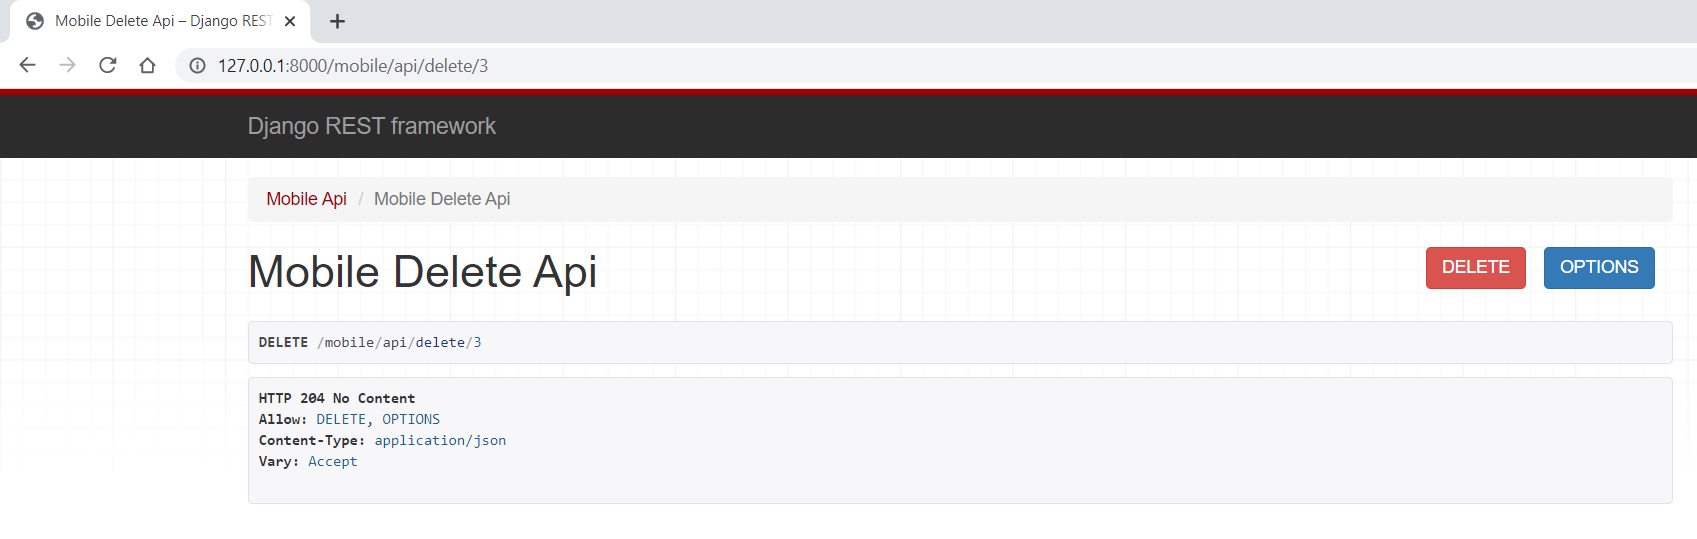 Mobile Delete Api – Django REST
127.0.0.1:8000/mobile/api/delete/3
Django REST framework
Mobile Api / Mobile Delete Api
Mobile Delete Api
DELETE
OPTIONS
DELETE /mobile/api/delete/3
HTTP 204 No Content
Allow: DELETE, OPTIONS
Content-Type: application/json
Vary: Accept